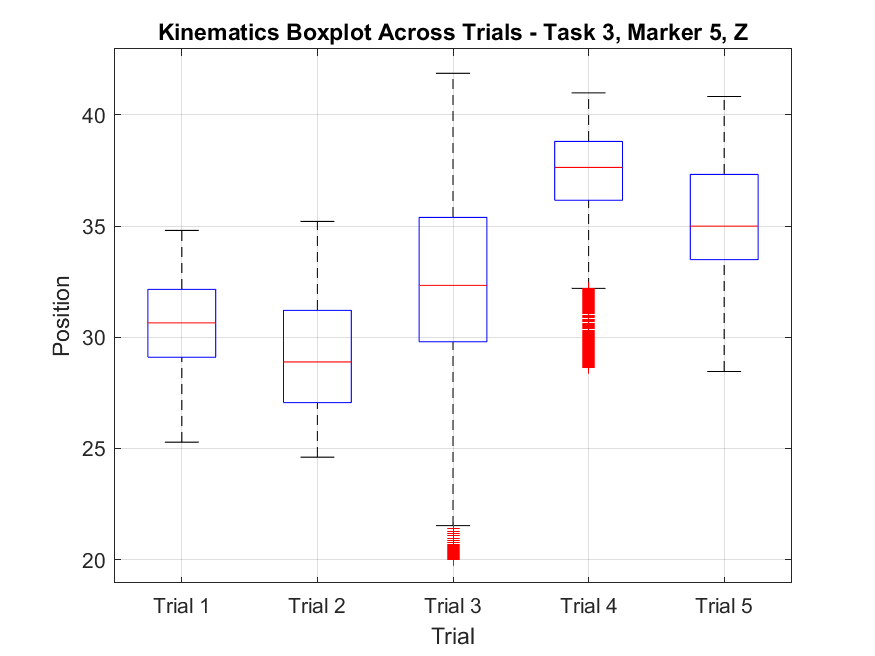 Kinematics Boxplot Across Trials - Task 3, Marker 5, Z
40
35
30
25
20
Position
Trial 1 Trial 2 Trial 3 Trial 4 Trial 5
Trial